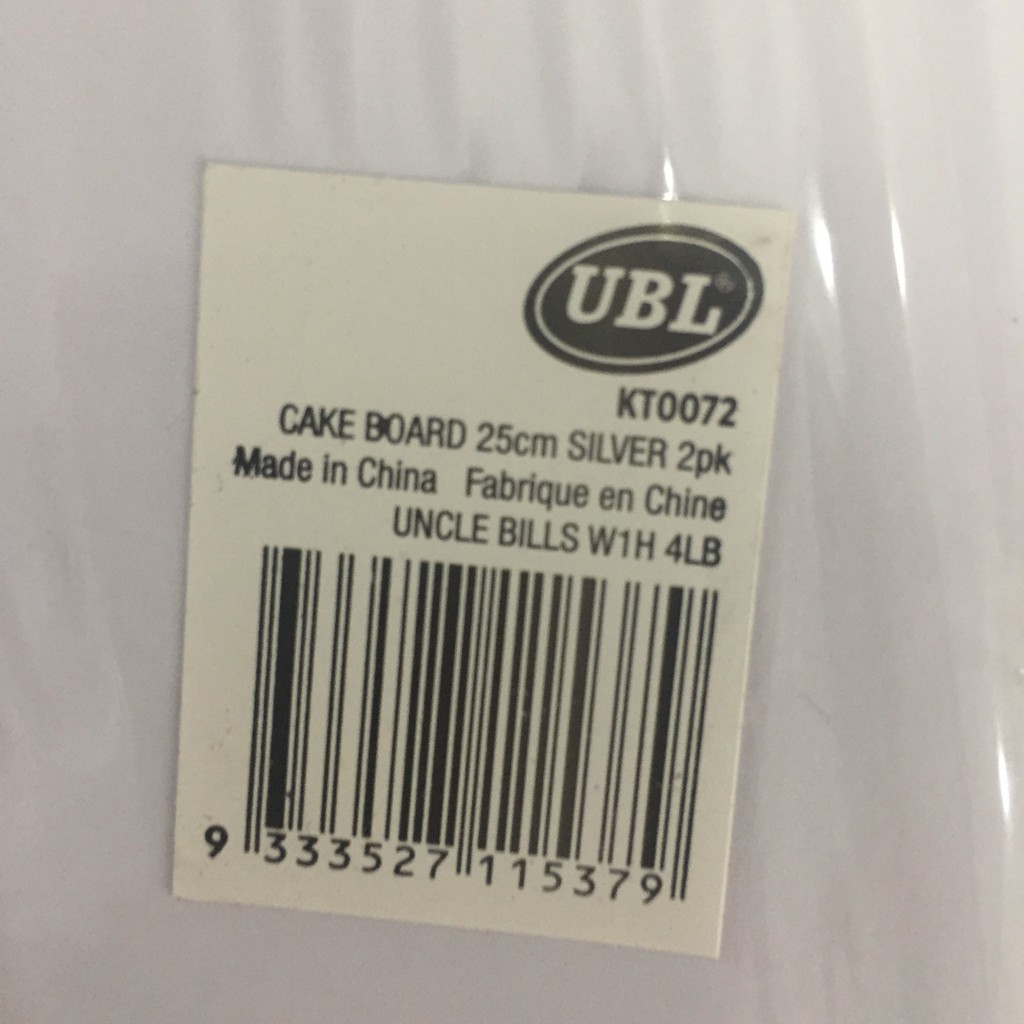 UBL®
KT0072
CAKE BOARD 25cm SILVER 2pk
Made in China Fabrique en Chine
UNCLE BILLS W1H 4LB
9 333527 115379